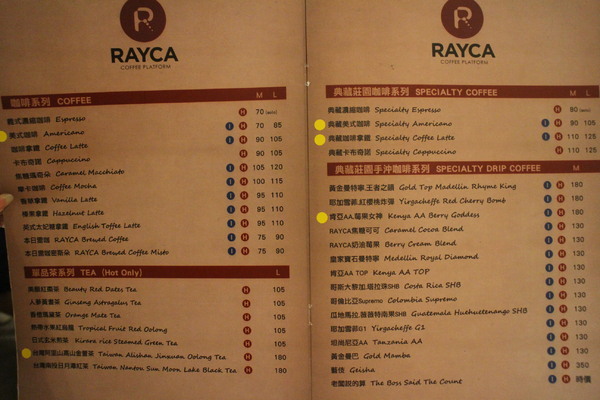 RAYCA
COFFEE PLATFORM
咖啡系列 COFFEE M L
義式濃縮咖啡 Espresso H 70
美式咖啡 Americano I H 70 85
咖啡拿鐵 Coffee Latte I H 90 105
卡布奇諾 Cappuccino H 90 105
焦糖瑪奇朵 Caramel Macchiato I H 105 120
摩卡咖啡 Coffee Mocha I H 100 115
香草拿鐵 Vanilla Latte I H 95 110
榛果拿鐵 Hazelnut Latte I H 95 110
英式太妃糖拿鐵 English Toffee Latte I H 95 110
本日靈咖 RAYCA Brewed Coffee I H 75 90
本日靈咖密斯朵 RAYCA Brewed Coffee Misto I H 75 90
單品茶系列 TEA (Hot Only) L
美顏紅棗茶 Beauty Red Dates Tea H 105
人蔘黃耆茶 Ginseng Astragalus Tea H 105
香橙瑪黛茶 Orange Mate Tea H 105
熱帶水果紅烏龍 Tropical Fruit Red Oolong H 105
日式玄米煎茶 Kirara rice Steamed Green Tea H 105
台灣阿里山高山金萱茶 Taiwan Alishan Jinxuan Oolong Tea H 180
台灣南投日月潭紅茶 Taiwan Nantou Sun Moon Lake Black Tea H 180
RAYCA
COFFEE PLATFORM
典藏莊園咖啡系列 SPECIALTY COFFEE M L
典藏濃縮咖啡 Specialty Espresso H 90
典藏美式咖啡 Specialty Americano I H 90 105
典藏咖啡拿鐵 Specialty Coffee Latte I H 110 125
典藏卡布奇諾 Specialty Cappuccino H 110 125
典藏莊園手沖咖啡系列 SPECIALTY DRIP COFFEE M
黃金曼特寧.王者之韻 Gold Top Madellin Rhyme King I H 180
耶加雪菲.紅櫻桃炸彈 Yirgacheffe Red Cherry Bomb I H 180
肯亞AA.莓果女神 Kenya AA Berry Goddess I H 180
RAYCA焦糖可可 Caramel Cocoa Blend I H 130
RAYCA奶油莓果 Berry Cream Blend I H 130
皇家寶石曼特寧 Medellin Royal Diamond I H 130
肯亞AA TOP Kenya AA TOP I H 130
哥斯大黎加.塔拉珠SHB Costa Rica SHB I H 130
哥倫比亞Supremo Colombia Supremo I H 130
瓜地馬拉.薇薇特南果SHB Guatemala Huehuetenango SHB I H 130
耶加雪菲G1 Yirgacheffe G1 I H 130
坦尚尼亞AA Tanzania AA I H 130
黃金曼巴 Gold Mamba I H 130
藝伎 Geisha I H 350
老闆說的算 The Boss Said The Count I H 時價